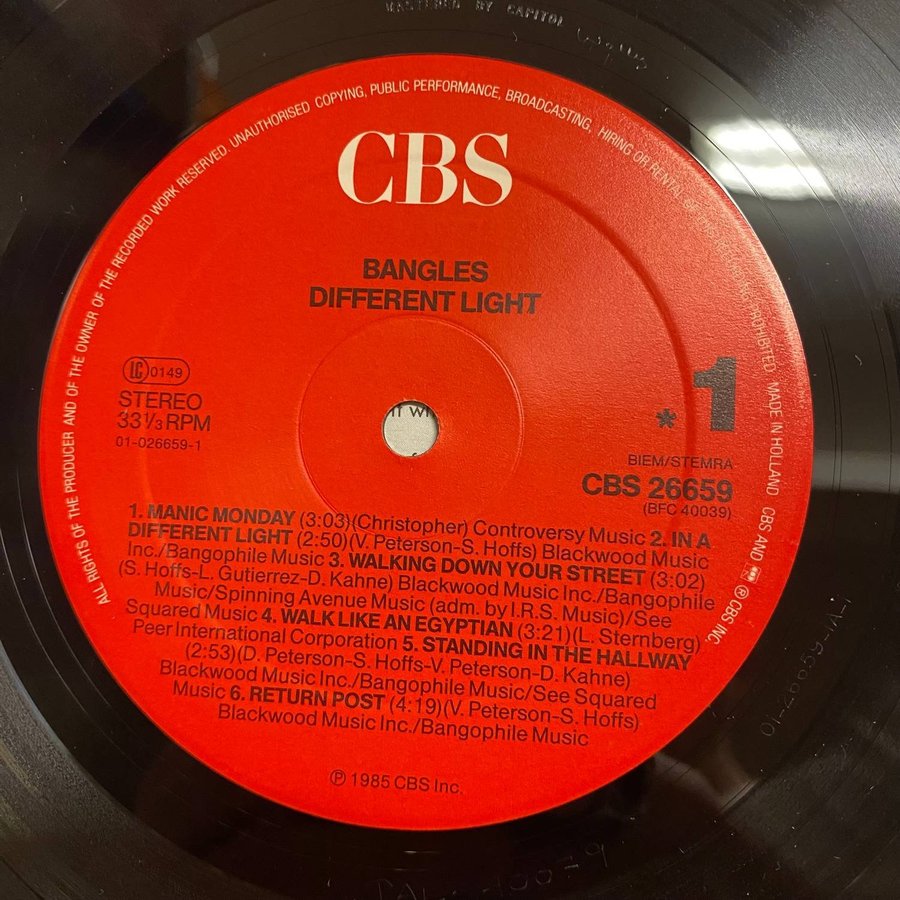 MASTERED BY CAPITOL
ALL RIGHTS OF THE PRODUCER AND OF THE OWNER OF THE RECORDED WORK RESERVED. UNAUTHORISED COPYING, PUBLIC PERFORMANCE, BROADCASTING, HIRING OR RENTAL OF THIS RECORD PROHIBITED. MADE IN HOLLAND CBS AND ARE ℗ CBS INC.
CBS
BANGLES
DIFFERENT LIGHT
LC 0149
STEREO
33⅓ RPM
01-026659-1
* 1
BIEM/STEMRA
CBS 26659
(BFC 40039)
it wi
1. MANIC MONDAY (3:03)(Christopher) Controversy Music 2. IN A
DIFFERENT LIGHT (2:50)(V. Peterson-S. Hoffs) Blackwood Music
Inc./Bangophile Music 3. WALKING DOWN YOUR STREET (3:02)
(S. Hoffs-L. Gutierrez-D. Kahne) Blackwood Music Inc./Bangophile
Music/Spinning Avenue Music (adm. by I.R.S. Music)/See
Squared Music 4. WALK LIKE AN EGYPTIAN (3:21)(L. Sternberg)
Peer International Corporation 5. STANDING IN THE HALLWAY
(2:53)(D. Peterson-S. Hoffs-V. Peterson-D. Kahne)
Blackwood Music Inc./Bangophile Music/See Squared
Music 6. RETURN POST (4:19)(V. Peterson-S. Hoffs)
Blackwood Music Inc./Bangophile Music
℗ 1985 CBS Inc.